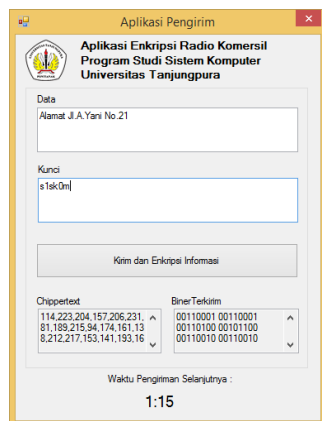 Aplikasi Pengirim
Aplikasi Enkripsi Radio Komersil
Program Studi Sistem Komputer
Universitas Tanjungpura
Data
Alamat Jl.A.Yani No.21
Kunci
s1sk0m
Kirim dan Enkripsi Informasi
Chippertext
BinerTerkirim
114,223,204,157,206,231,
81,189,215,94,174,161,13
8,212,217,153,141,193,16
00110001 00110001
00110100 00101100
00110010 00110010
Waktu Pengiriman Selanjutnya :
1:15